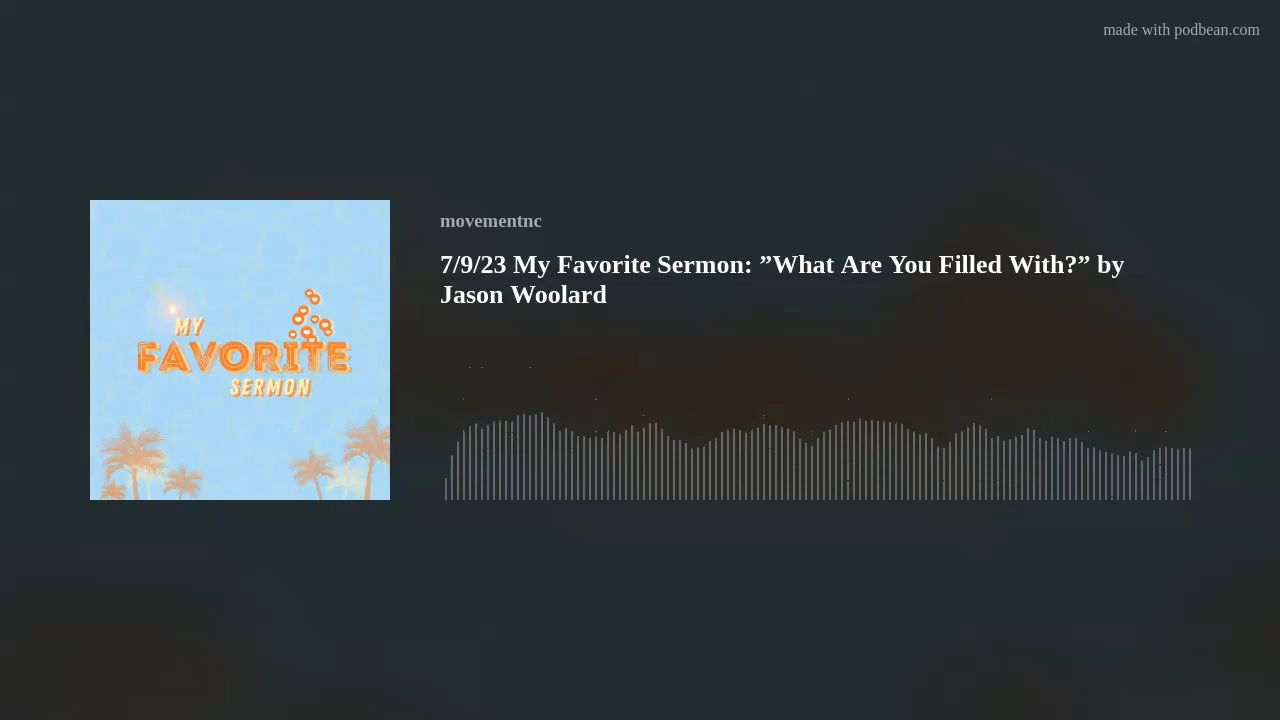 made with podbean.com
movementnc
7/9/23 My Favorite Sermon: ”What Are You Filled With?” by
Jason Woolard
MY
FAVORITE
SERMON